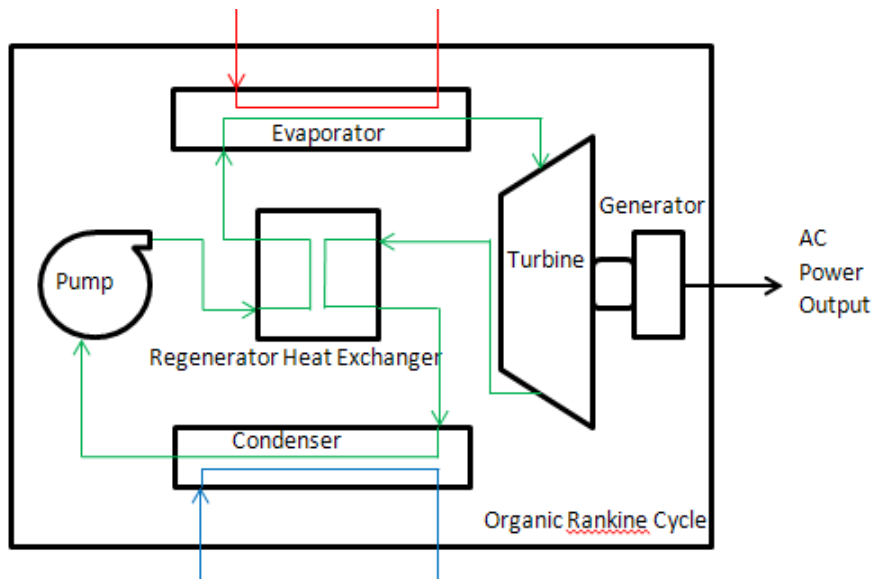 Evaporator
Generator
AC
Power
Output
Turbine
Pump
Regenerator Heat Exchanger
Condenser
Organic Rankine Cycle